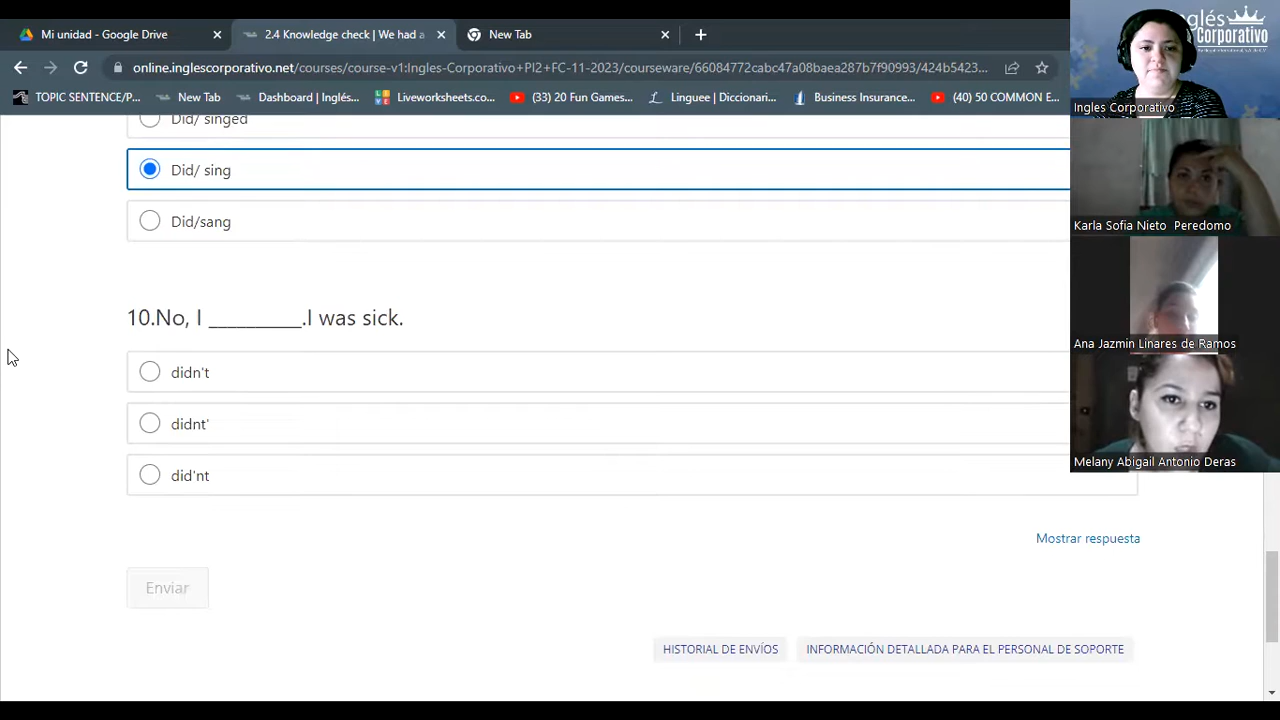 Mi unidad - Google Drive
2.4 Knowledge check | We had a
New Tab
online.inglescorporativo.net/courses/course-v1:Ingles-Corporativo+P2+FC-11-2023/courseware/66084772cabc47a08baea287b7f90993/424b5423...
TOPIC SENTENCE/P...
New Tab
Dashboard | Inglés...
Liveworksheets.c...
(33) 20 Fun Games...
Linguee | Diccionari...
Business Insurance...
(40) 50 COMMON E...
Inglés
Corporativo
Ingles Corporativo
Karla Sofia Nieto Peredomo
Ana Jazmin Linares de Ramos
Melany Abigail Antonio Deras
Did/ singed
Did/ sing
Did/sang
10.No, I __________.I was sick.
didn't
didnt'
did'nt
Mostrar respuesta
Enviar
HISTORIAL DE ENVÍOS
INFORMACIÓN DETALLADA PARA EL PERSONAL DE SOPORTE